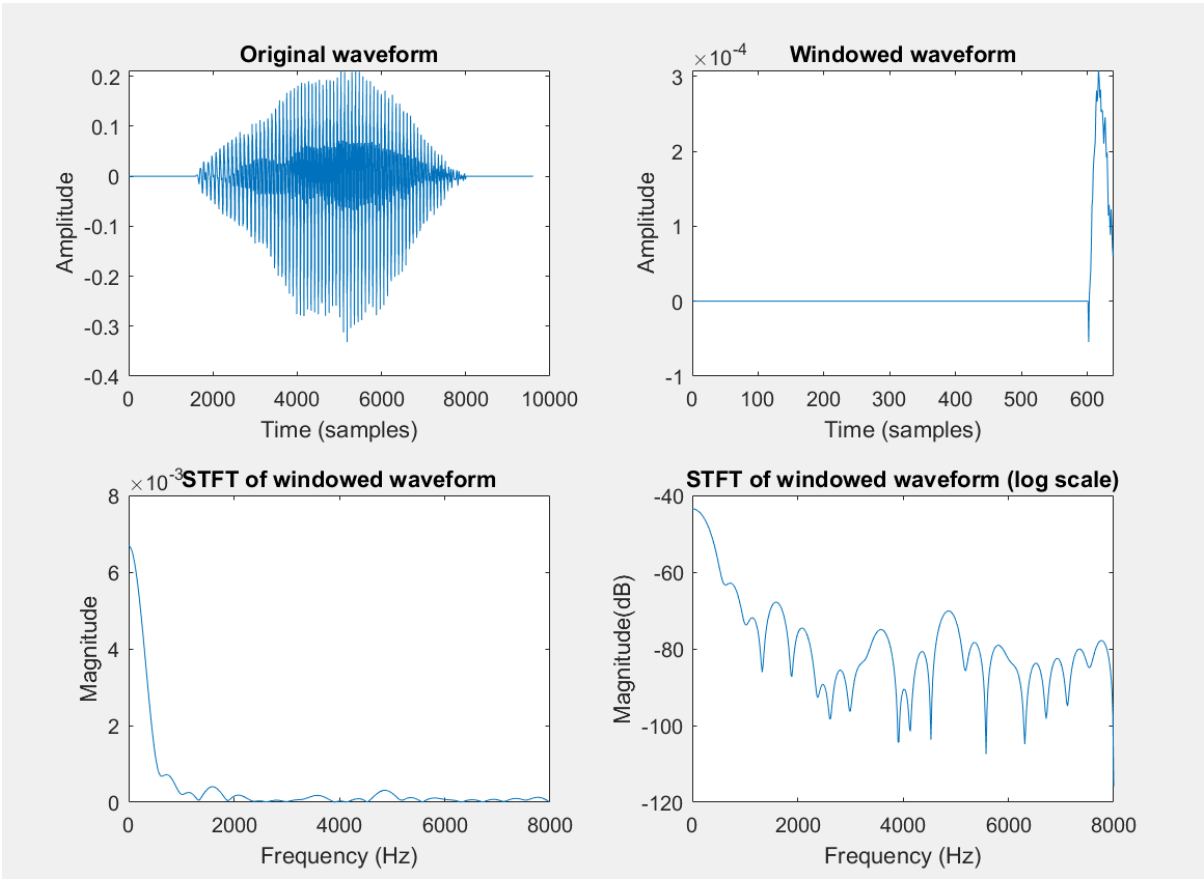 Original waveform
0.2
0.1
0
-0.1
-0.2
-0.3
-0.4
Amplitude
0 2000 4000 6000 8000 10000
Time (samples)
Windowed waveform
×10-4
3
2
1
0
-1
Amplitude
0 100 200 300 400 500 600
Time (samples)
STFT of windowed waveform
×10-3
8
6
4
2
0
Magnitude
0 2000 4000 6000 8000
Frequency (Hz)
STFT of windowed waveform (log scale)
-40
-60
-80
-100
-120
Magnitude(dB)
0 2000 4000 6000 8000
Frequency (Hz)